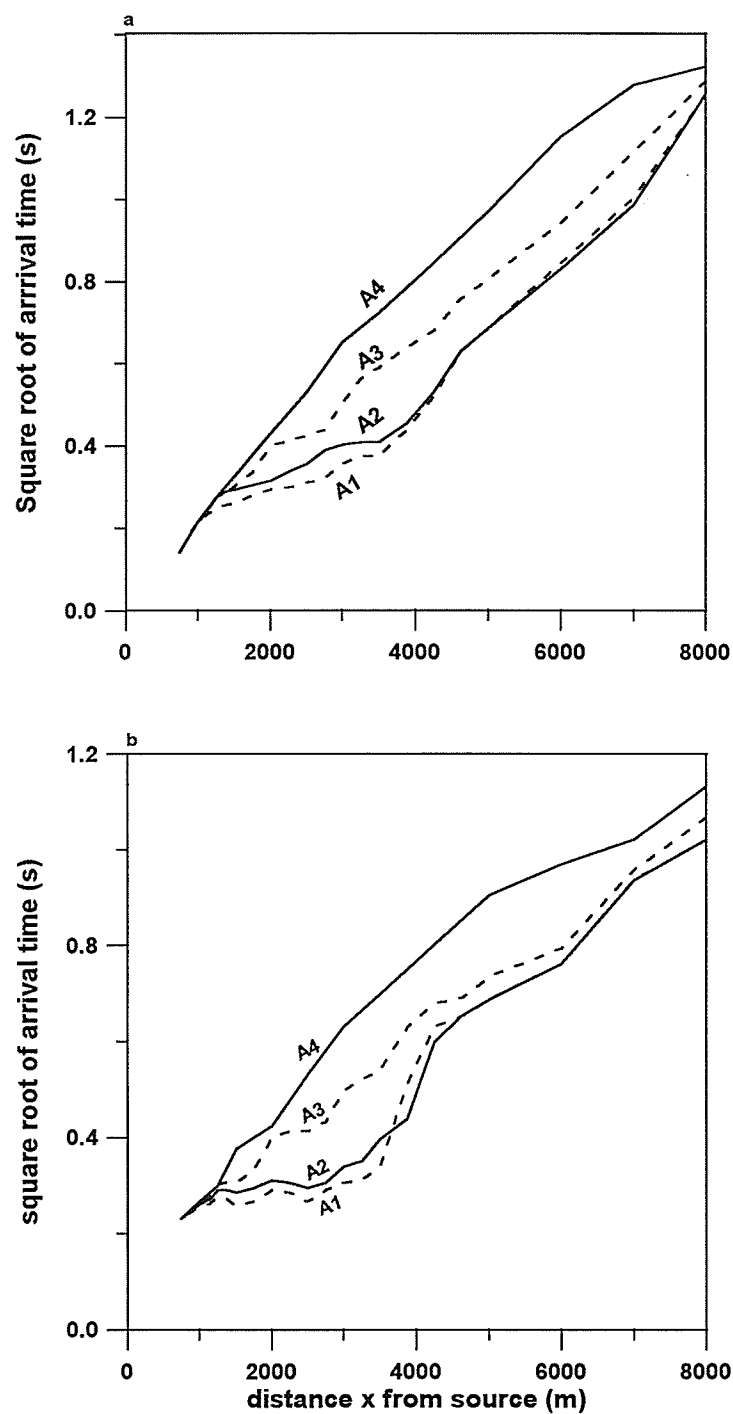 a
Square root of arrrival time (s)
1.2
0.8
0.4
0.0
A4
A3
A2
A1
0 2000 4000 6000 8000
b
square root of arrival time (s)
1.2
0.8
0.4
0.0
A4
A3
A2
A1
0 2000 4000 6000 8000
distance x from source (m)